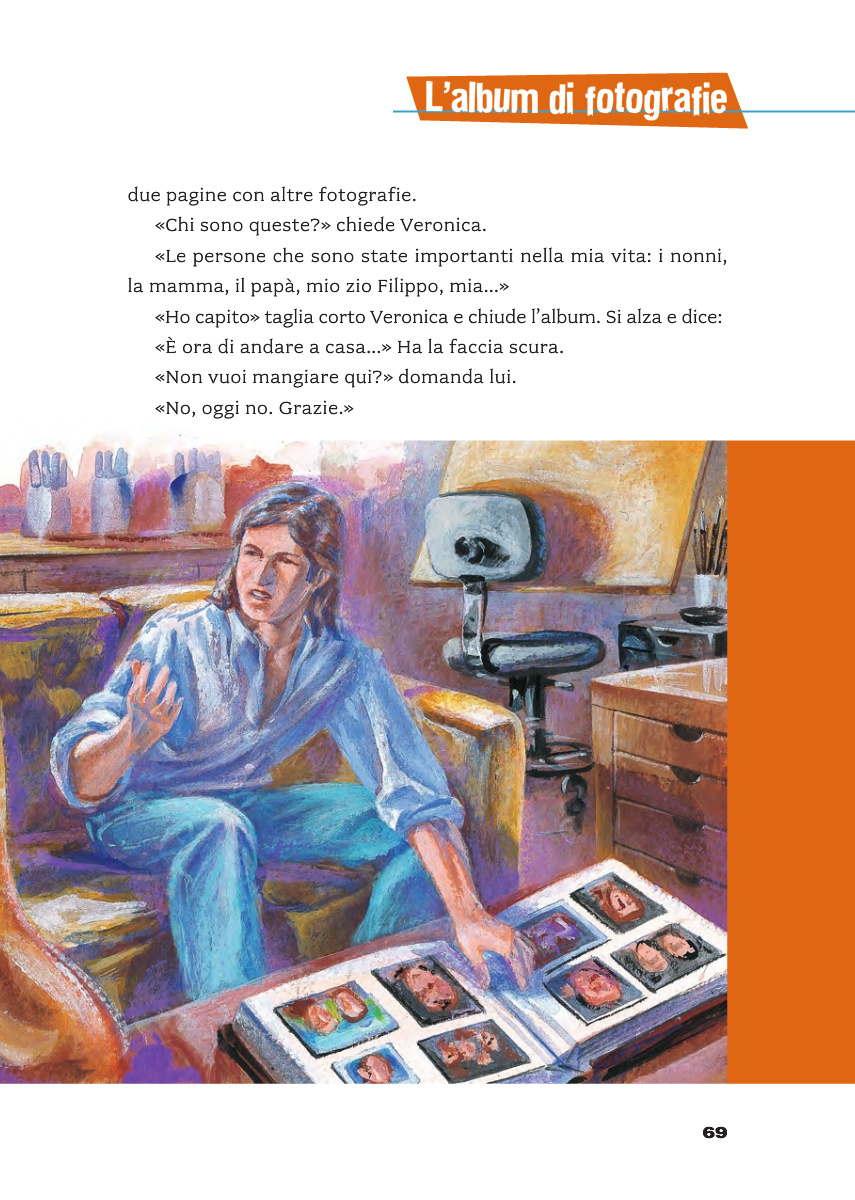 L'album di fotografie
due pagine con altre fotografie.
«Chi sono queste?» chiede Veronica.
«Le persone che sono state importanti nella mia vita: i nonni,
la mamma, il papà, mio zio Filippo, mia...»
«Ho capito» taglia corto Veronica e chiude l'album. Si alza e dice:
«È ora di andare a casa...» Ha la faccia scura.
«Non vuoi mangiare qui?» domanda lui.
«No, oggi no. Grazie.»
69